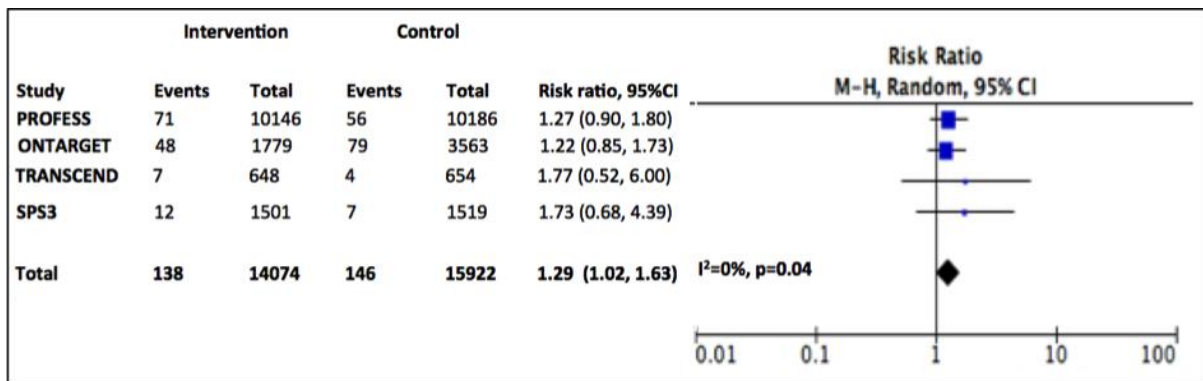 Intervention Control
Risk Ratio
Study Events Total Events Total Risk ratio, 95%CI M-H, Random, 95% CI
PROFESS 71 10146 56 10186 1.27 (0.90, 1.80)
ONTARGET 48 1779 79 3563 1.22 (0.85, 1.73)
TRANSCEND 7 648 4 654 1.77 (0.52, 6.00)
SPS3 12 1501 7 1519 1.73 (0.68, 4.39)
Total 138 14074 146 15922 1.29 (1.02, 1.63) I²=0%, p=0.04
0.01 0.1 1 10 100